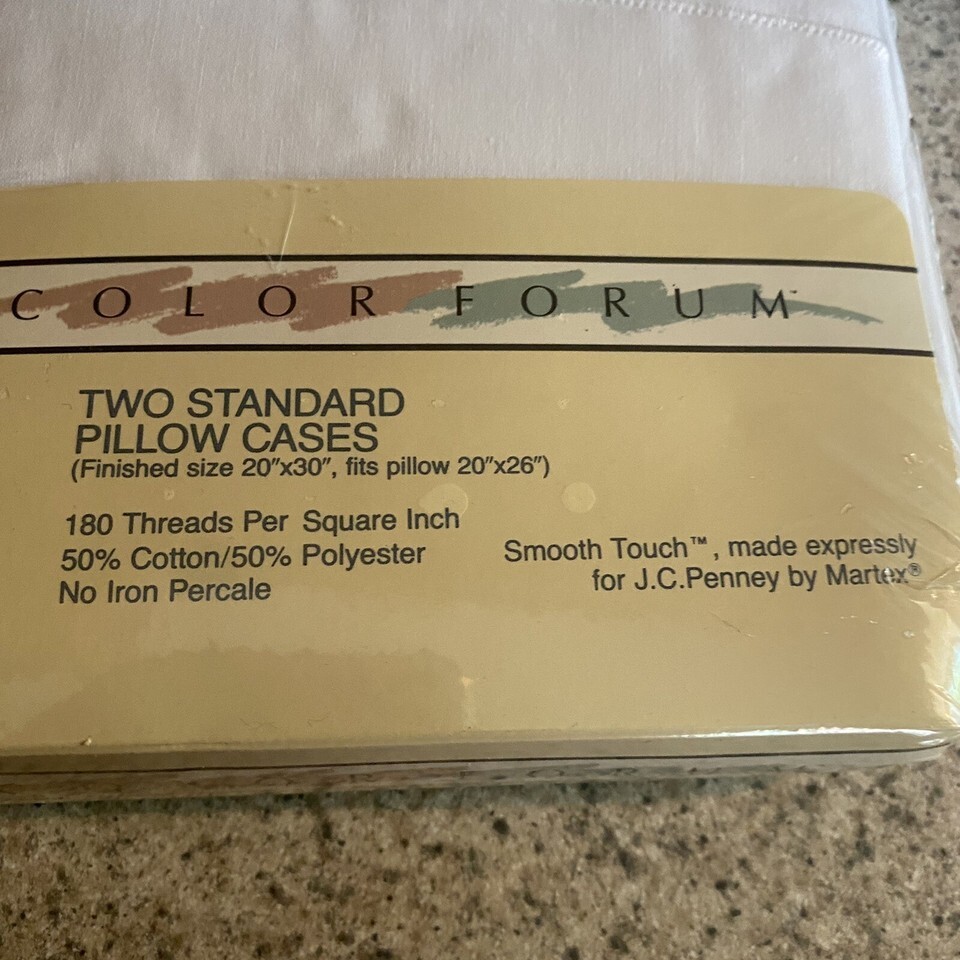 COLOR FORUM™
TWO STANDARD
PILLOW CASES
(Finished size 20"x30", fits pillow 20"x26")
180 Threads Per Square Inch
50% Cotton/50% Polyester
No Iron Percale
Smooth Touch™, made expressly
for J.C.Penney by Martex®